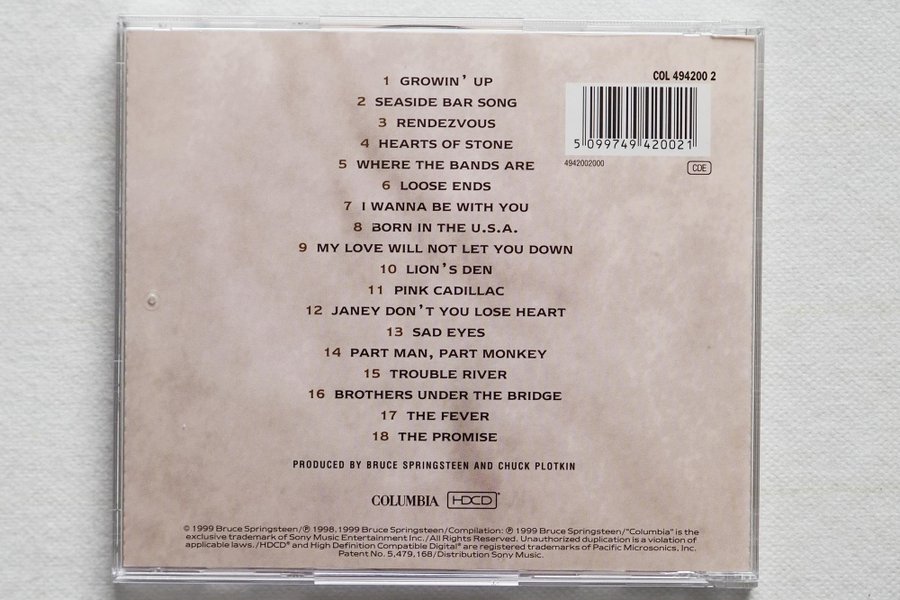 COL 494200 2
1 GROWIN' UP
2 SEASIDE BAR SONG
3 RENDEZVOUS
4 HEARTS OF STONE
5 099749 420021
5 WHERE THE BANDS ARE
4942002000
CDE
6 LOOSE ENDS
7 I WANNA BE WITH YOU
8 BORN IN THE U.S.A.
9 MY LOVE WILL NOT LET YOU DOWN
10 LION'S DEN
11 PINK CADILLAC
12 JANEY DON'T YOU LOSE HEART
13 SAD EYES
14 PART MAN, PART MONKEY
15 TROUBLE RIVER
16 BROTHERS UNDER THE BRIDGE
17 THE FEVER
18 THE PROMISE
PRODUCED BY BRUCE SPRINGSTEEN AND CHUCK PLOTKIN
COLUMBIA HDCD®
© 1999 Bruce Springsteen/℗ 1998, 1999 Bruce Springsteen/Compilation: ℗ 1999 Bruce Springsteen/"Columbia" is the
exclusive trademark of Sony Music Entertainment Inc./All Rights Reserved. Unauthorized duplication is a violation of
applicable laws./HDCD® and High Definition Compatible Digital® are registered trademarks of Pacific Microsonics, Inc.
Patent No. 5,479,168/Distribution Sony Music.